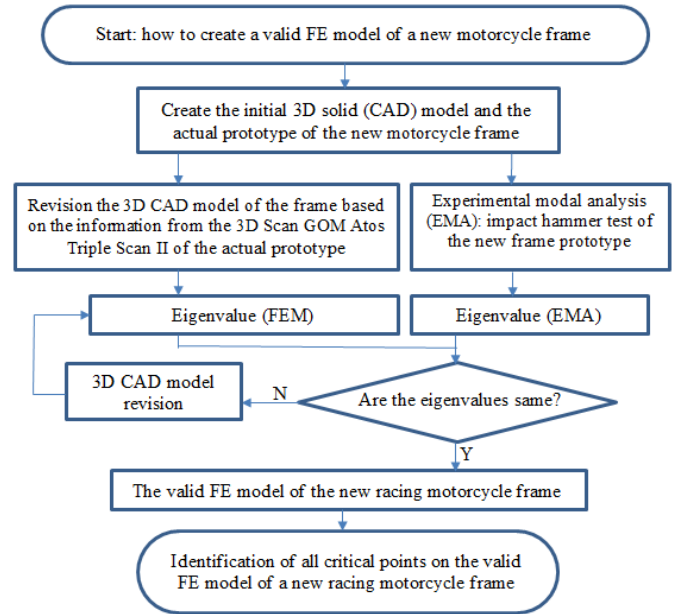 Start: how to create a valid FE model of a new motorcycle frame
Create the initial 3D solid (CAD) model and the
actual prototype of the new motorcycle frame
Revision the 3D CAD model of the frame based
on the information from the 3D Scan GOM Atos
Triple Scan II of the actual prototype
Experimental modal analysis
(EMA): impact hammer test of
the new frame prototype
Eigenvalue (FEM)
Eigenvalue (EMA)
3D CAD model
revision
N
Are the eigenvalues same?
Y
The valid FE model of the new racing motorcycle frame
Identification of all critical points on the valid
FE model of a new racing motorcycle frame